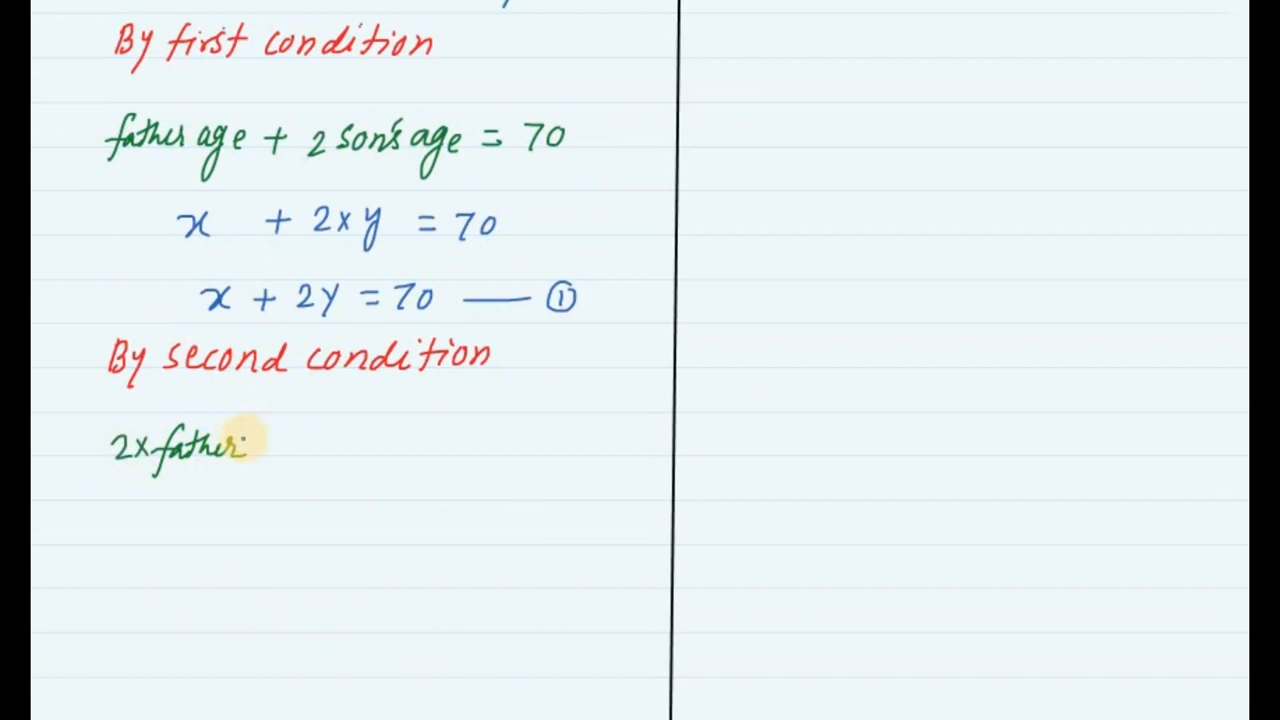 By first condition
father age + 2 son's age = 70
x + 2 x y = 70
x + 2y = 70 —— ①
By second condition
2x father